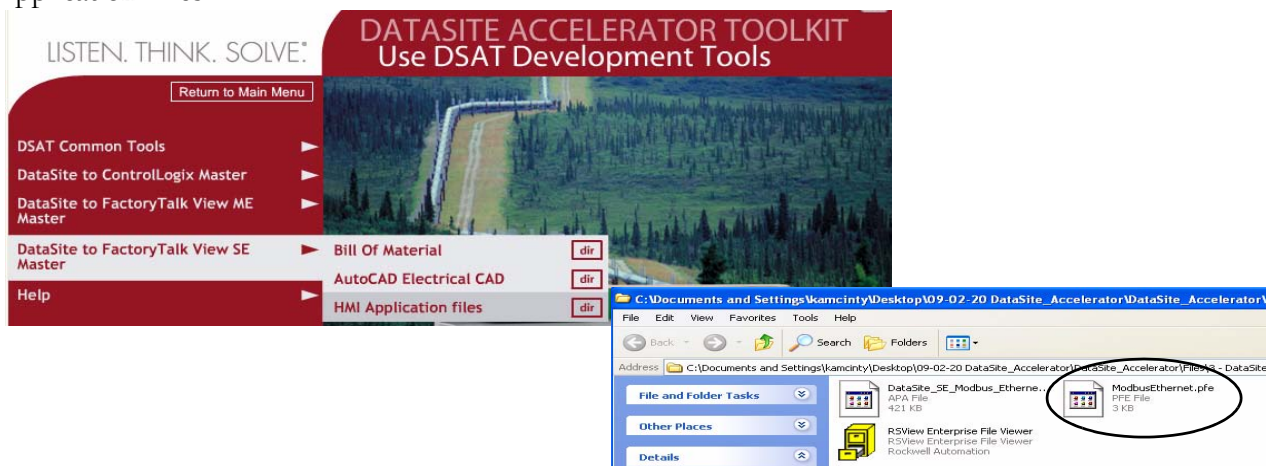 LISTEN. THINK. SOLVE.
DATASITE ACCELERATOR TOOLKIT
Use DSAT Development Tools
Return to Main Menu
DSAT Common Tools
DataSite to ControlLogix Master
DataSite to FactoryTalk View ME
Master
DataSite to FactoryTalk View SE
Master
Help
Bill Of Material dir
AutoCAD Electrical CAD dir
HMI Application files dir
C:\Documents and Settings\kamcinty\Desktop\09-02-20 DataSite_Accelerator\DataSite_Accelerator\
File Edit View Favorites Tools Help
Back Search Folders
Address C:\Documents and Settings\kamcinty\Desktop\09-02-20 DataSite_Accelerator\DataSite_Accelerator\Files\3 - DataSite
File and Folder Tasks
Other Places
Details
DataSite_SE_Modbus_Etherne...
APA File
421 KB
ModbusEthernet.pfe
PFE File
3 KB
RSView Enterprise File Viewer
RSView Enterprise File Viewer
Rockwell Automation